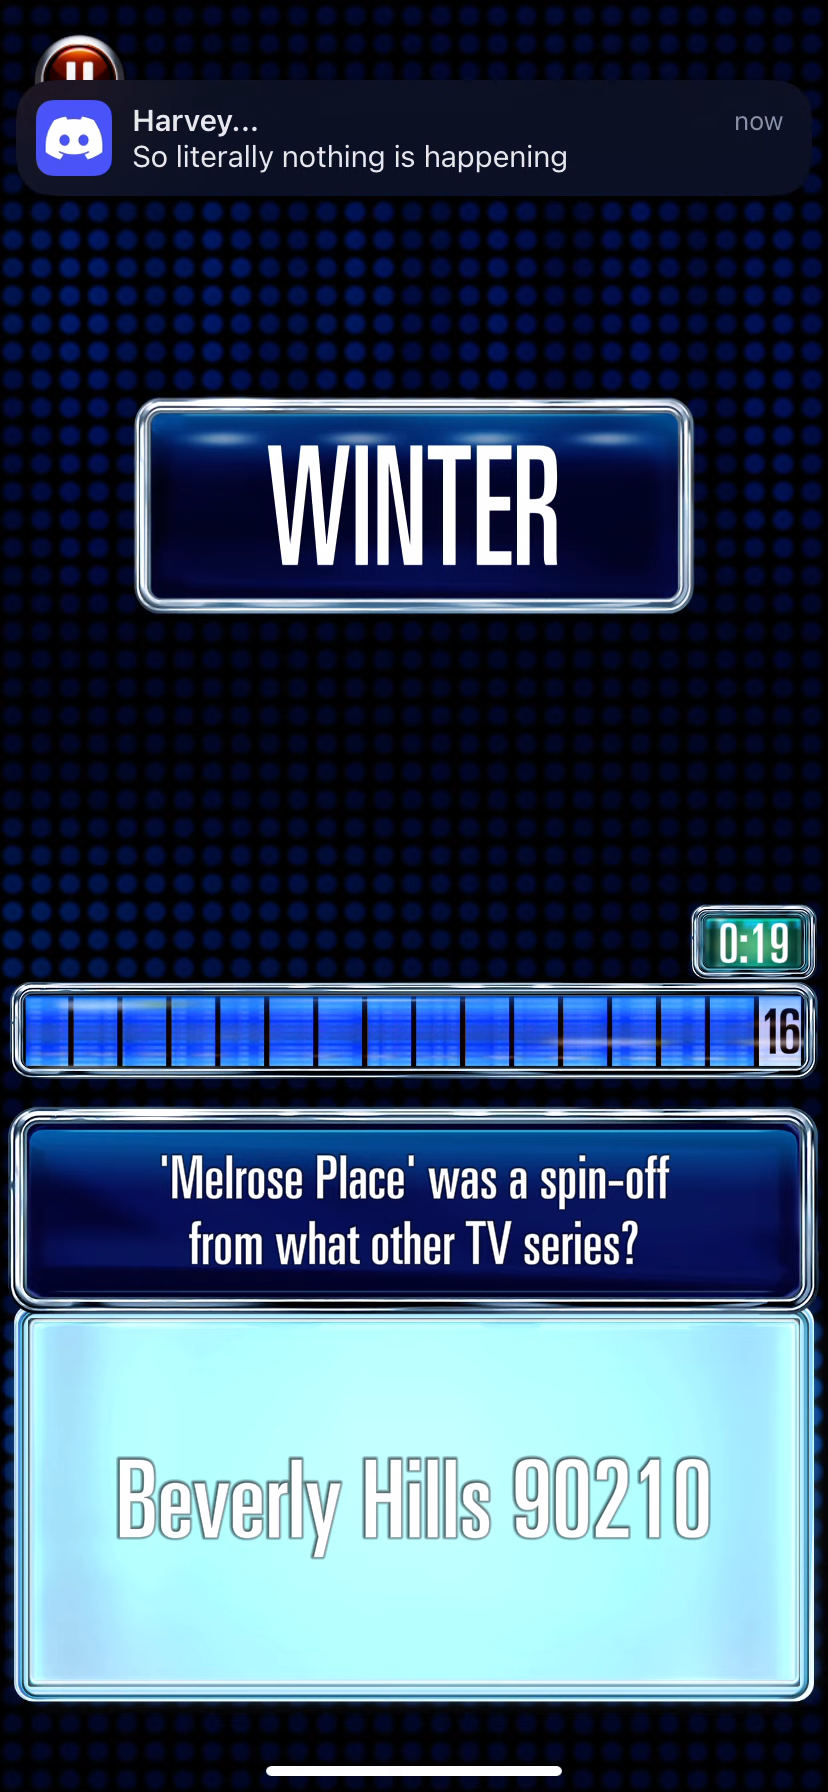 Harvey...
now
So literally nothing is happening
WINTER
0:19
16
'Melrose Place' was a spin-off
from what other TV series?
Beverly Hills 90210